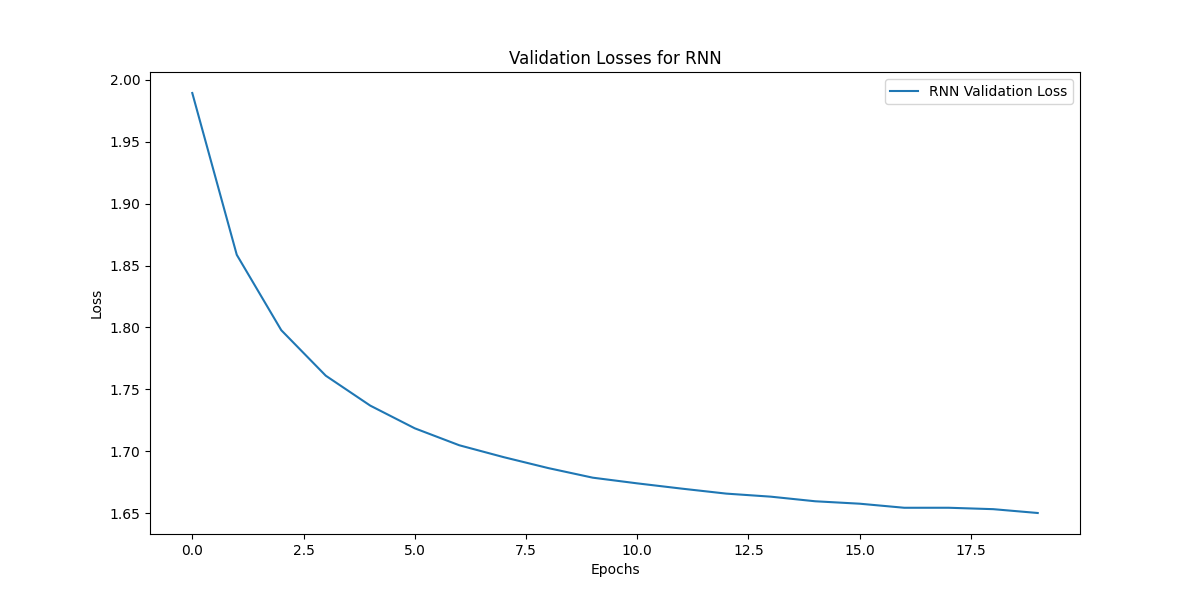 Validation Losses for RNN
RNN Validation Loss
2.00
1.95
1.90
1.85
1.80
1.75
1.70
1.65
Loss
0.0 2.5 5.0 7.5 10.0 12.5 15.0 17.5
Epochs